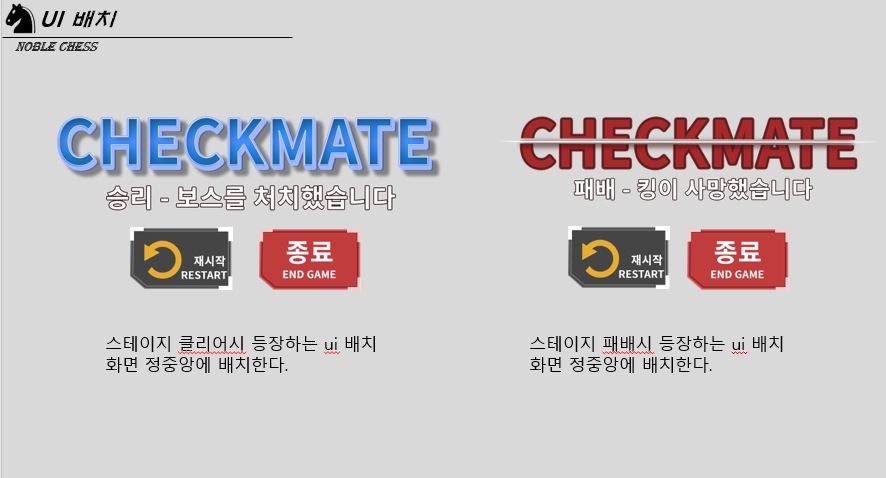 UI 배치
NOBLE CHESS
CHECKMATE
승리 - 보스를 처치했습니다
재시작
RESTART
종료
END GAME
스테이지 클리어시 등장하는 ui 배치
화면 정중앙에 배치한다.
CHECKMATE
패배 - 킹이 사망했습니다
재시작
RESTART
종료
END GAME
스테이지 패배시 등장하는 ui 배치
화면 정중앙에 배치한다.